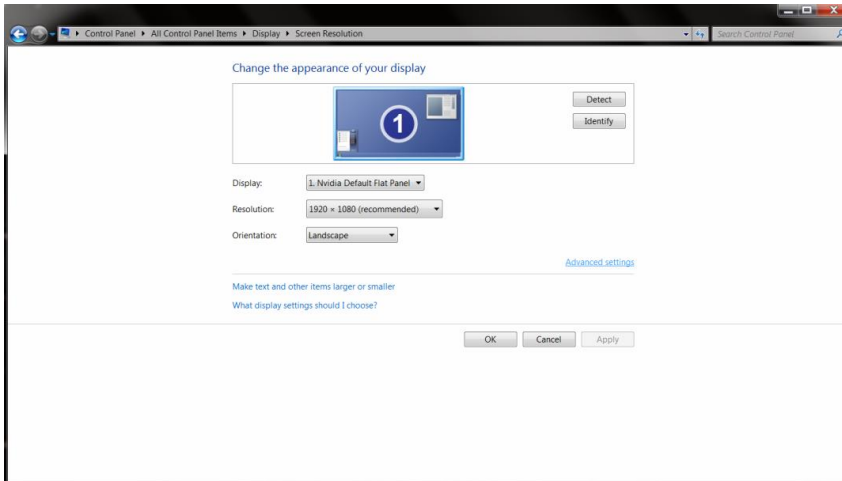 Control Panel ▸ All Control Panel Items ▸ Display ▸ Screen Resolution
Search Control Panel
Change the appearance of your display
1
Detect
Identify
Display: 1. Nvidia Default Flat Panel
Resolution: 1920 × 1080 (recommended)
Orientation: Landscape
Advanced settings
Make text and other items larger or smaller
What display settings should I choose?
OK Cancel Apply